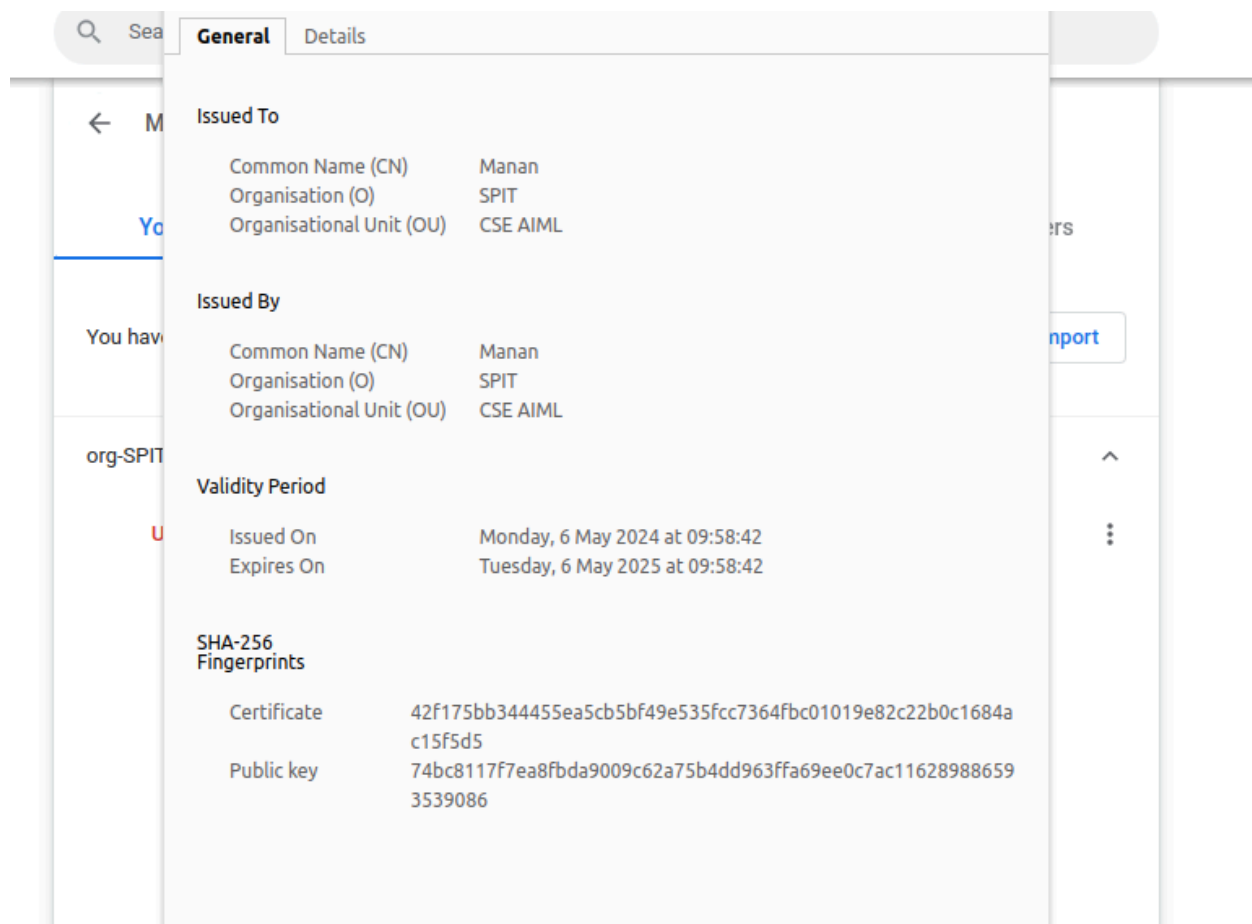 Sea
General Details
M
Issued To
Common Name (CN) Manan
Organisation (O) SPIT
Organisational Unit (OU) CSE AIML
Yo
ers
Issued By
You hav
mport
Common Name (CN) Manan
Organisation (O) SPIT
Organisational Unit (OU) CSE AIML
org-SPIT
Validity Period
U
Issued On Monday, 6 May 2024 at 09:58:42
Expires On Tuesday, 6 May 2025 at 09:58:42
SHA-256
Fingerprints
Certificate 42f175bb344455ea5cb5bf49e535fcc7364fbc01019e82c22b0c1684a
c15f5d5
Public key 74bc8117f7ea8fbda9009c62a75b4dd963ffa69ee0c7ac11628988659
3539086